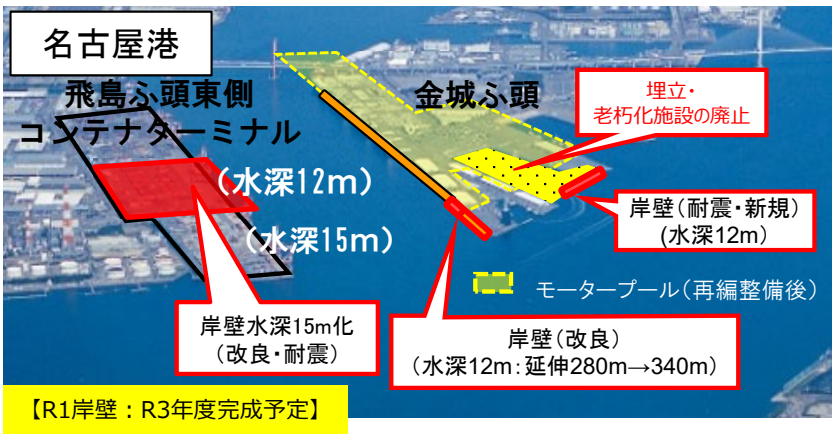 名古屋港
飛島ふ頭東側
コンテナターミナル
(水深12m)
(水深15m)
金城ふ頭
埋立・
老朽化施設の廃止
岸壁(耐震・新規)
(水深12m)
モータープール(再編整備後)
岸壁水深15m化
(改良・耐震)
岸壁(改良)
(水深12m:延伸280m→340m)
【R1岸壁:R3年度完成予定】